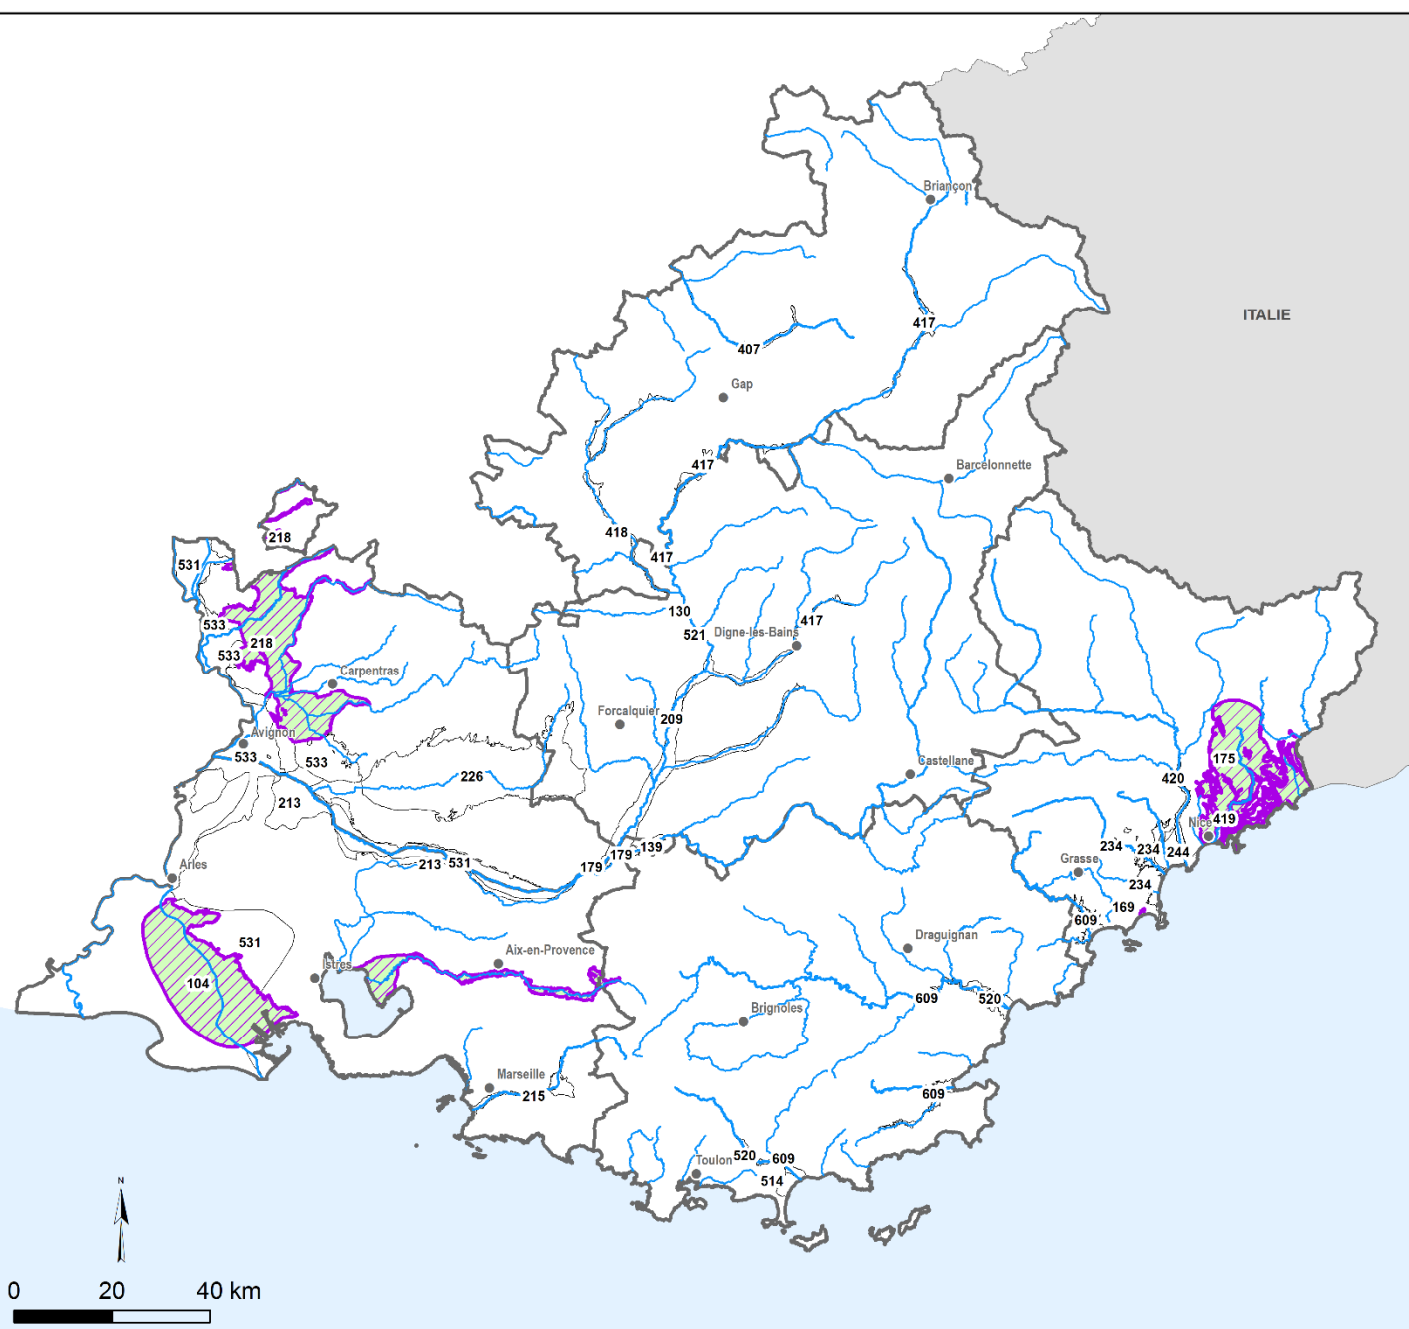 Briançon
ITALIE
417
407
Gap
417
Barcelonnette
218
418
417
531
130
417
533
521
Digne-les-Bains
218
533
Carpentras
Forcalquier
209
Avignon
533
533
175
Castellane
226
420
213
Nice
419
234
234
244
139
179
179
213
531
Grasse
Arles
234
169
609
531
Draguignan
Aix-en-Provence
Istres
104
609
520
Brignoles
Marseille
215
609
520
609
Toulon
514
N
0 20 40 km